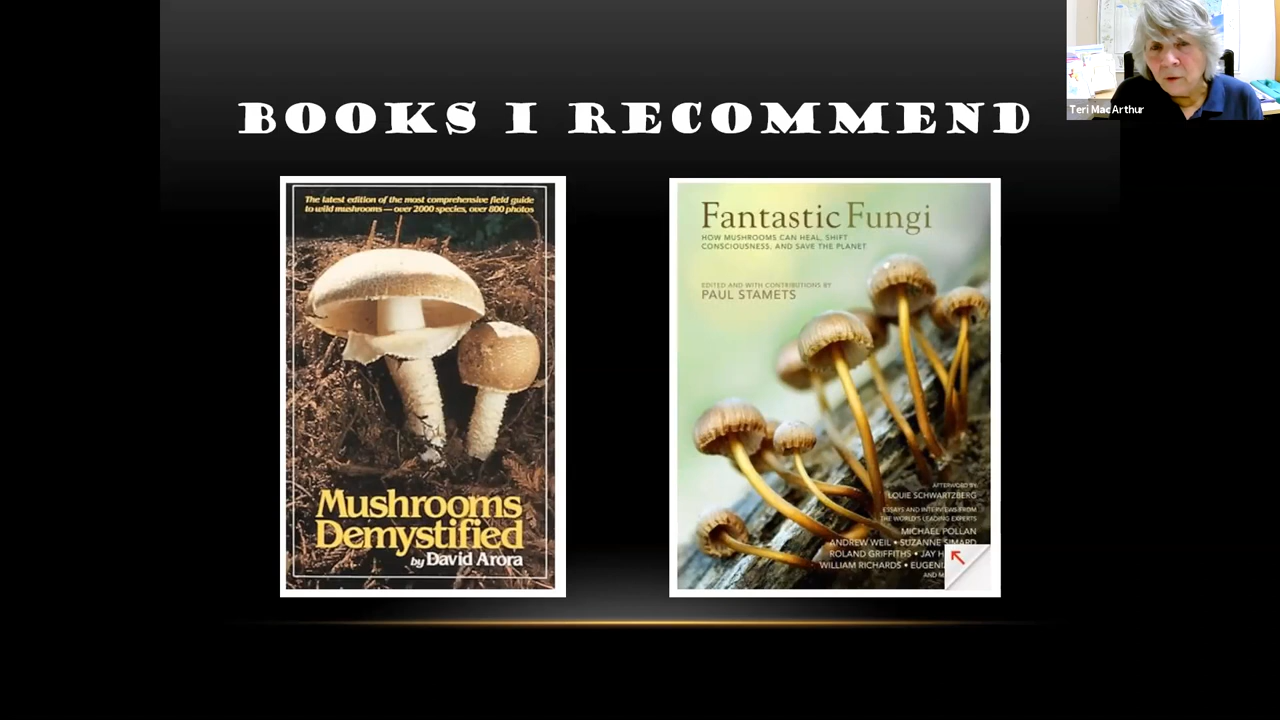 Teri MacArthur
BOOKS I RECOMMEND
The latest edition of the most comprehensive field guide
to wild mushrooms — over 2000 species, over 800 photos
Mushrooms
Demystified
by David Arora
Fantastic Fungi
HOW MUSHROOMS CAN HEAL, SHIFT
CONSCIOUSNESS, AND SAVE THE PLANET
EDITED AND WITH CONTRIBUTIONS BY
PAUL STAMETS
AFTERWORD BY
LOUIE SCHWARTZBERG
ESSAYS AND INTERVIEWS FROM
THE WORLD'S LEADING EXPERTS
MICHAEL POLLAN
ANDREW WEIL • SUZANNE SIMARD
ROLAND GRIFFITHS • JAY
WILLIAM RICHARDS •
AND